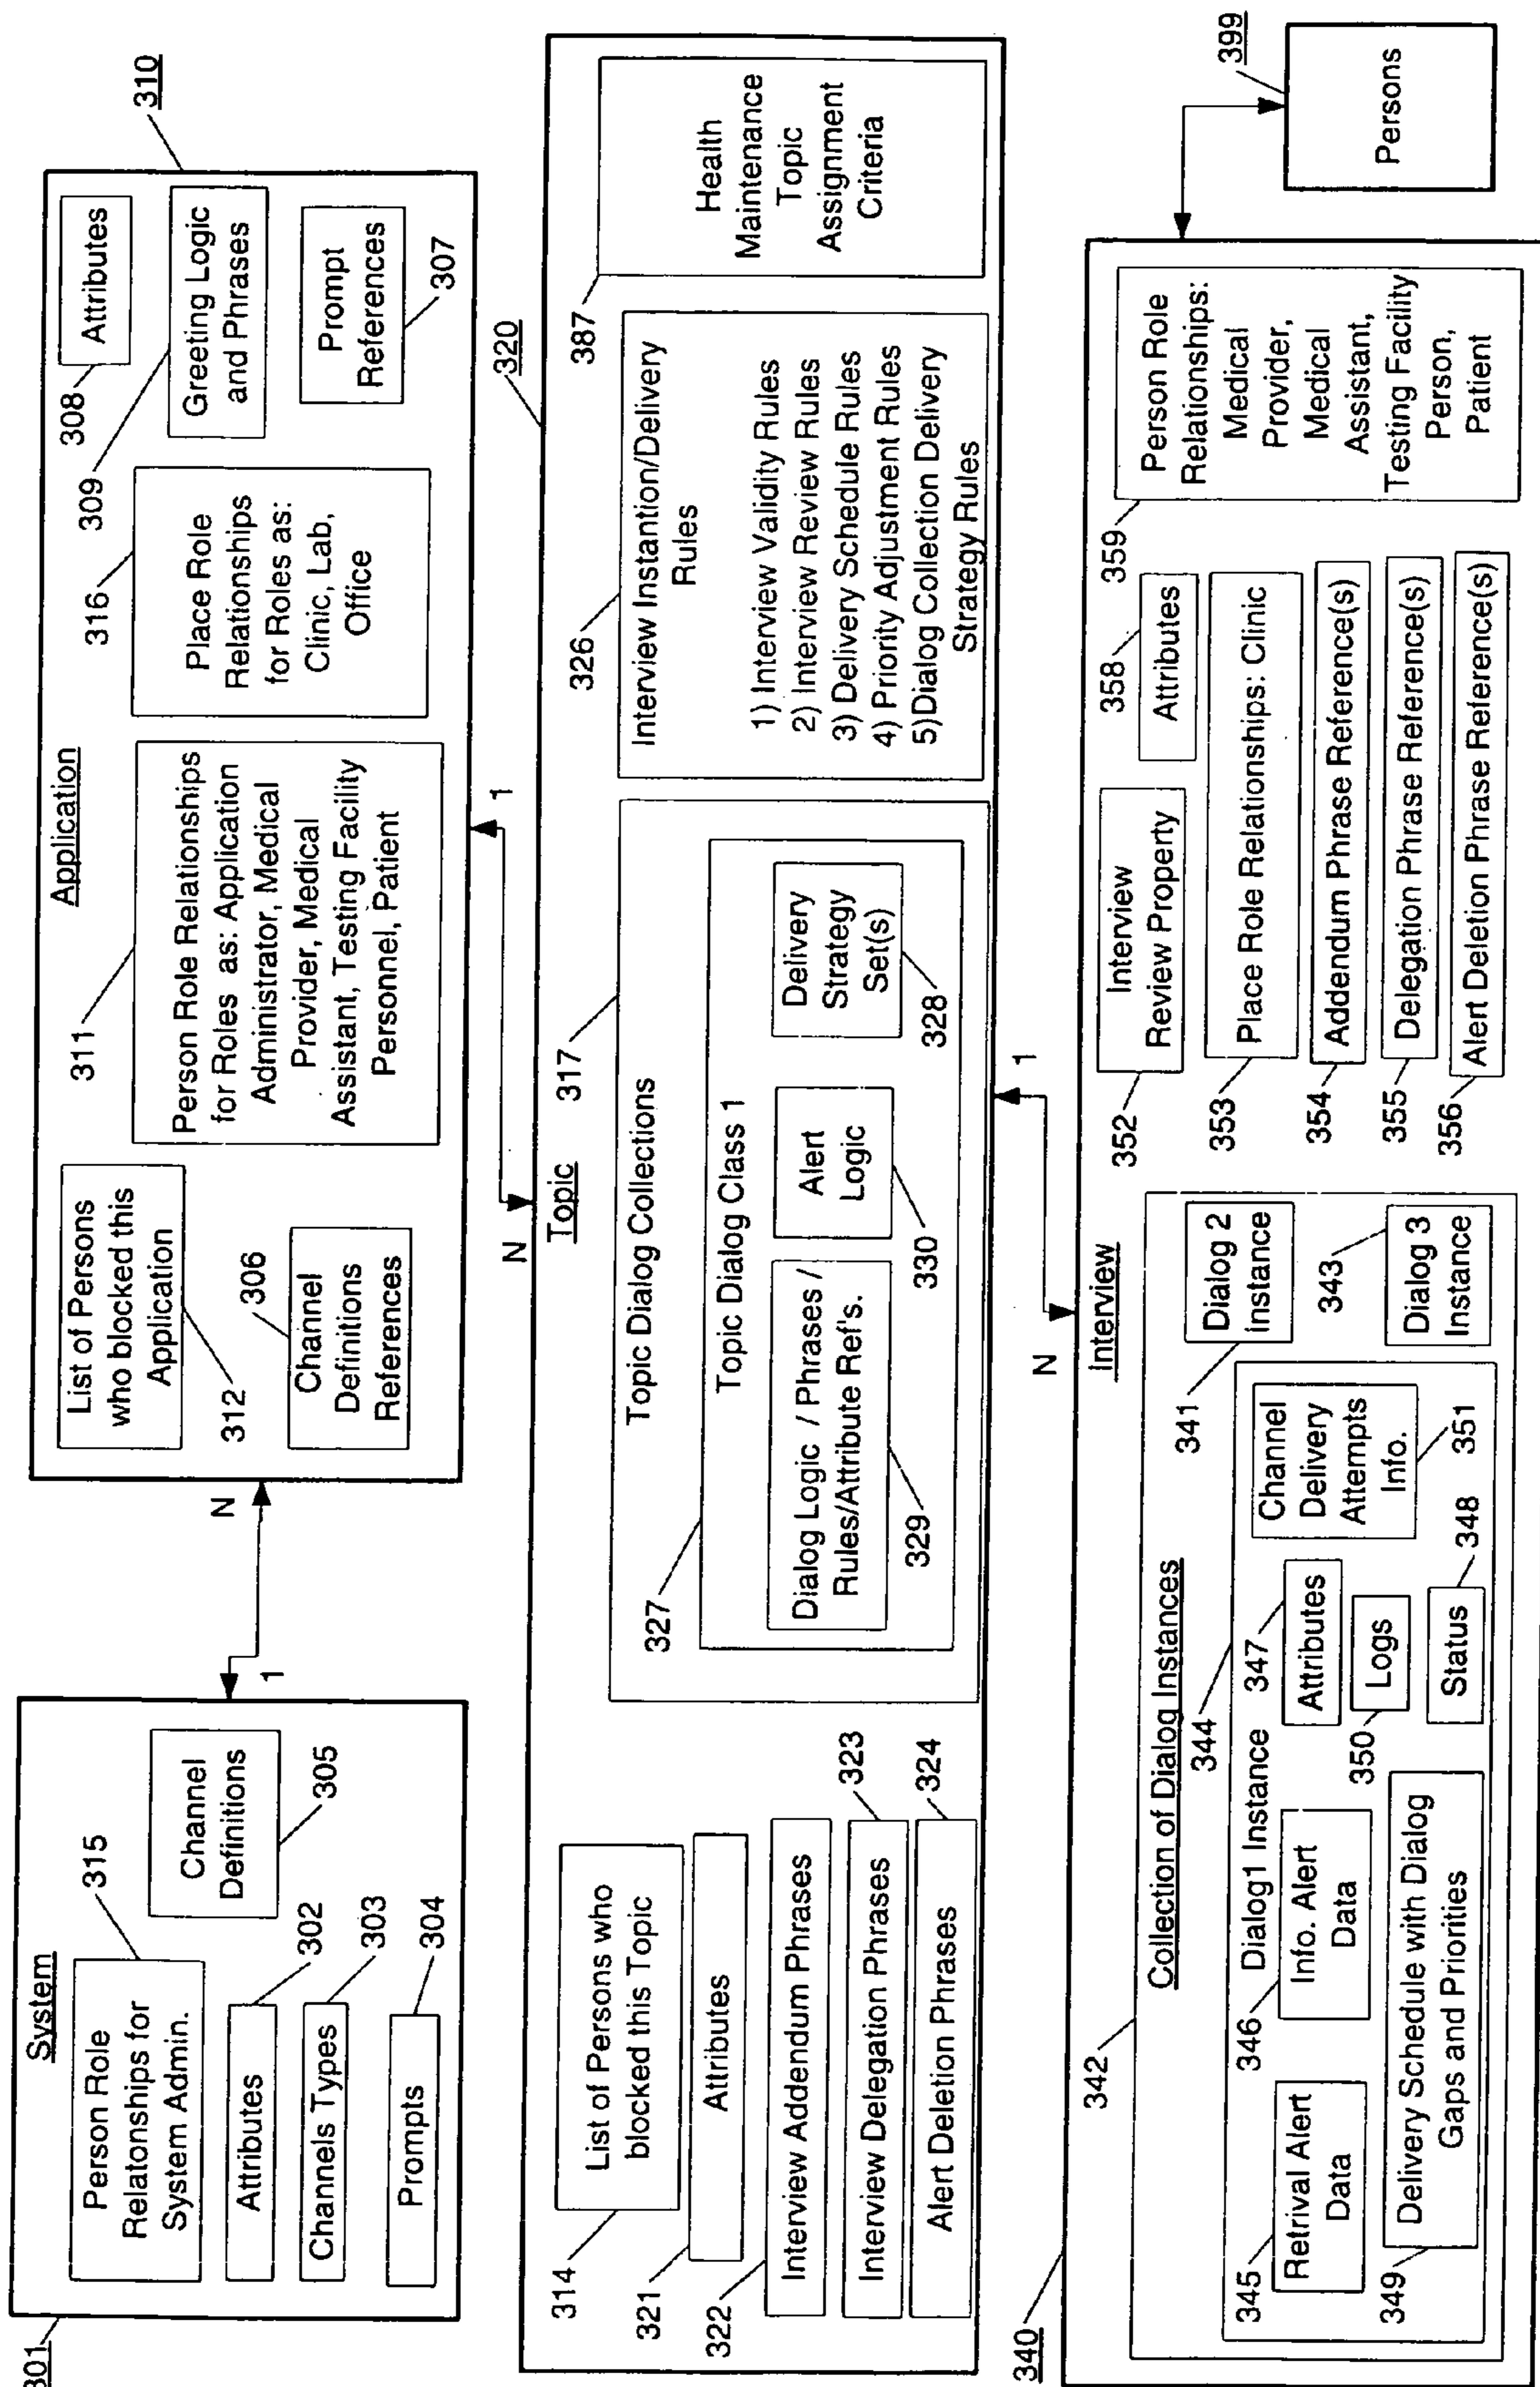 301
System
Person Role
Relatonships for
System Admin.
315
Attributes
302
Channels Types
303
Prompts
304
Channel
Definitions
305
1
N
Application
310
List of Persons
who blocked this
Application
312
Channel
Definitions
References
306
311
Person Role Relationships
for Roles as: Application
Administrator, Medical
Provider, Medical
Assistant, Testing Facility
Personnel, Patient
316
Place Role
Relationships
for Roles as:
Clinic, Lab,
Office
308
Attributes
309
Greeting Logic
and Phrases
Prompt
References
307
1
N
Topic
320
List of Persons who
blocked this Topic
314
Attributes
321
Interview Addendum Phrases
322
Interview Delegation Phrases
323
Alert Deletion Phrases
324
Topic Dialog Collections
317
327
Topic Dialog Class 1
Dialog Logic / Phrases /
Rules/Attribute Ref's.
329
Alert
Logic
330
Delivery
Strategy
Set(s)
328
326
Interview Instantion/Delivery
Rules
1) Interview Validity Rules
2) Interview Review Rules
3) Delivery Schedule Rules
4) Priority Adjustment Rules
5)Dialog Collection Delivery
Strategy Rules
387
Health
Maintenance
Topic
Assignment
Criteria
1
N
Interview
340
342
Collection of Dialog Instances
344
Dialog1 Instance
345
Retrival Alert
Data
346
Info. Alert
Data
347
Attributes
350
Logs
Status
348
349
Delivery Schedule with Dialog
Gaps and Priorities
Channel
Delivery
Attempts
Info.
351
341
Dialog 2
instance
343
Dialog 3
Instance
352
Interview
Review Property
358
Attributes
353
Place Role Relationships: Clinic
354
Addendum Phrase Reference(s)
355
Delegation Phrase Reference(s)
356
Alert Deletion Phrase Reference(s)
359
Person Role
Relationships:
Medical
Provider,
Medical
Assistant,
Testing Facility
Person,
Patient
399
Persons